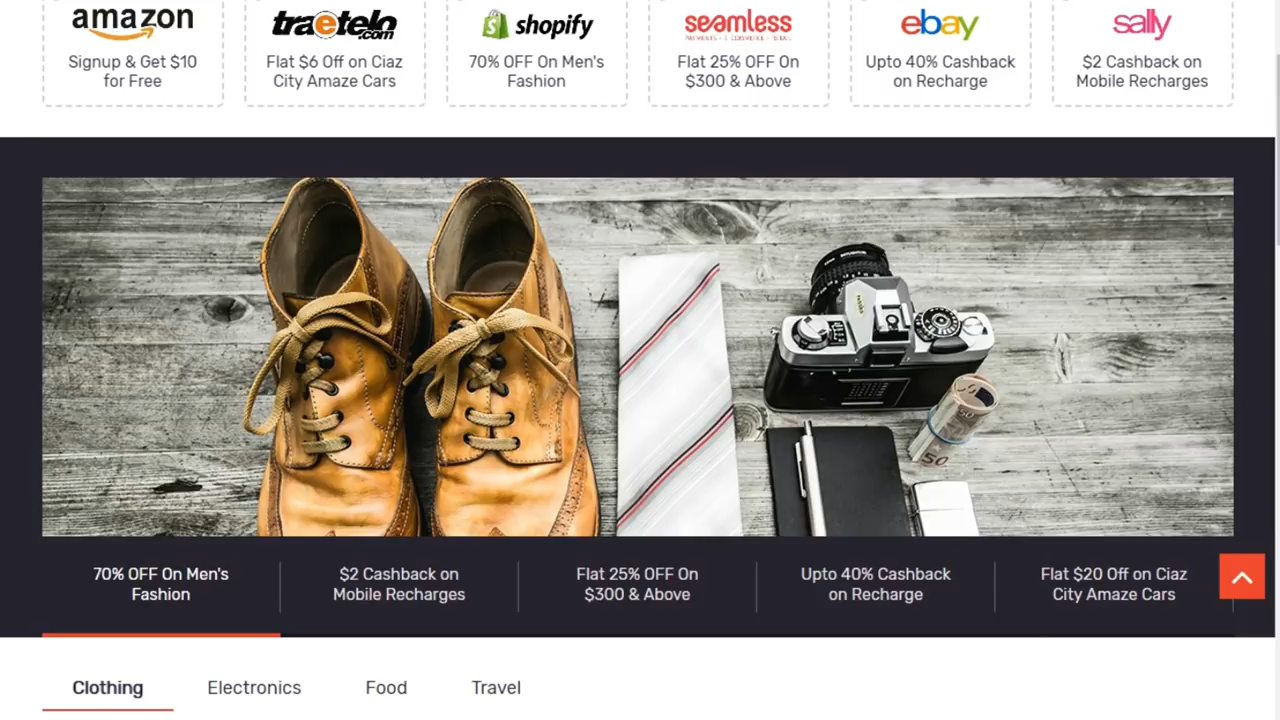 amazon
traetelo
.com
shopify
seamless
ebay
sally
Signup & Get $10
for Free
Flat $6 Off on Ciaz
City Amaze Cars
70% OFF On Men's
Fashion
Flat 25% OFF On
$300 & Above
Upto 40% Cashback
on Recharge
$2 Cashback on
Mobile Recharges
50
50
70% OFF On Men's
Fashion
$2 Cashback on
Mobile Recharges
Flat 25% OFF On
$300 & Above
Upto 40% Cashback
on Recharge
Flat $20 Off on Ciaz
City Amaze Cars
Clothing
Electronics
Food
Travel